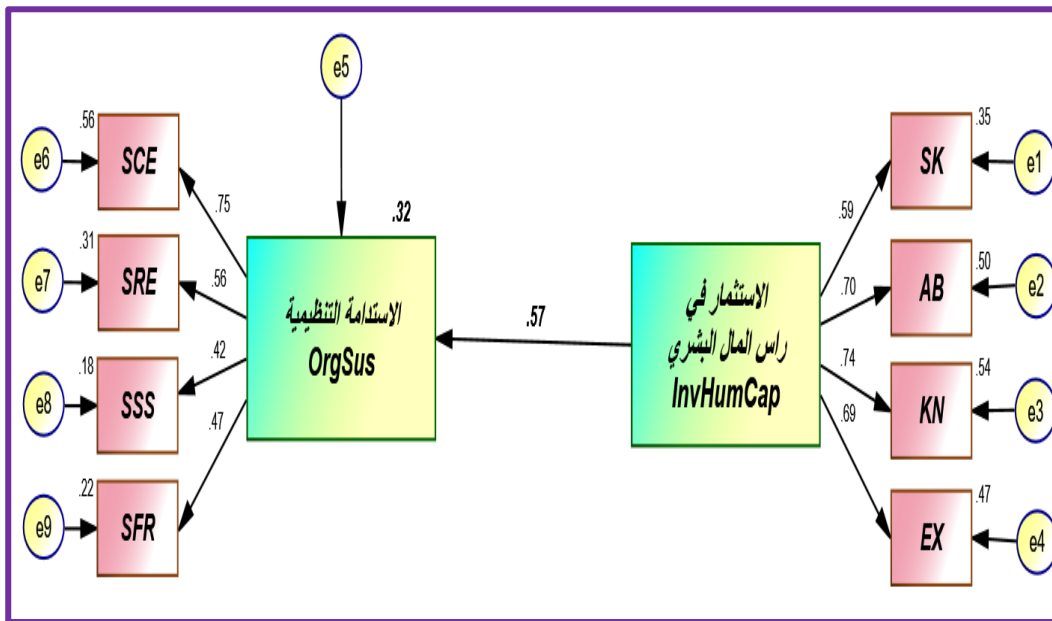 e5
.56
e6
SCE
.75
.31
e7
SRE
.56
.18
e8
SSS
.42
.22
e9
SFR
.47
.32
الاستدامة التنظيمية
OrgSus
.57
الاستثمار في
راس المال البشري
InvHumCap
.35
SK
e1
.59
.50
AB
e2
.70
.54
KN
e3
.74
.47
EX
e4
.69